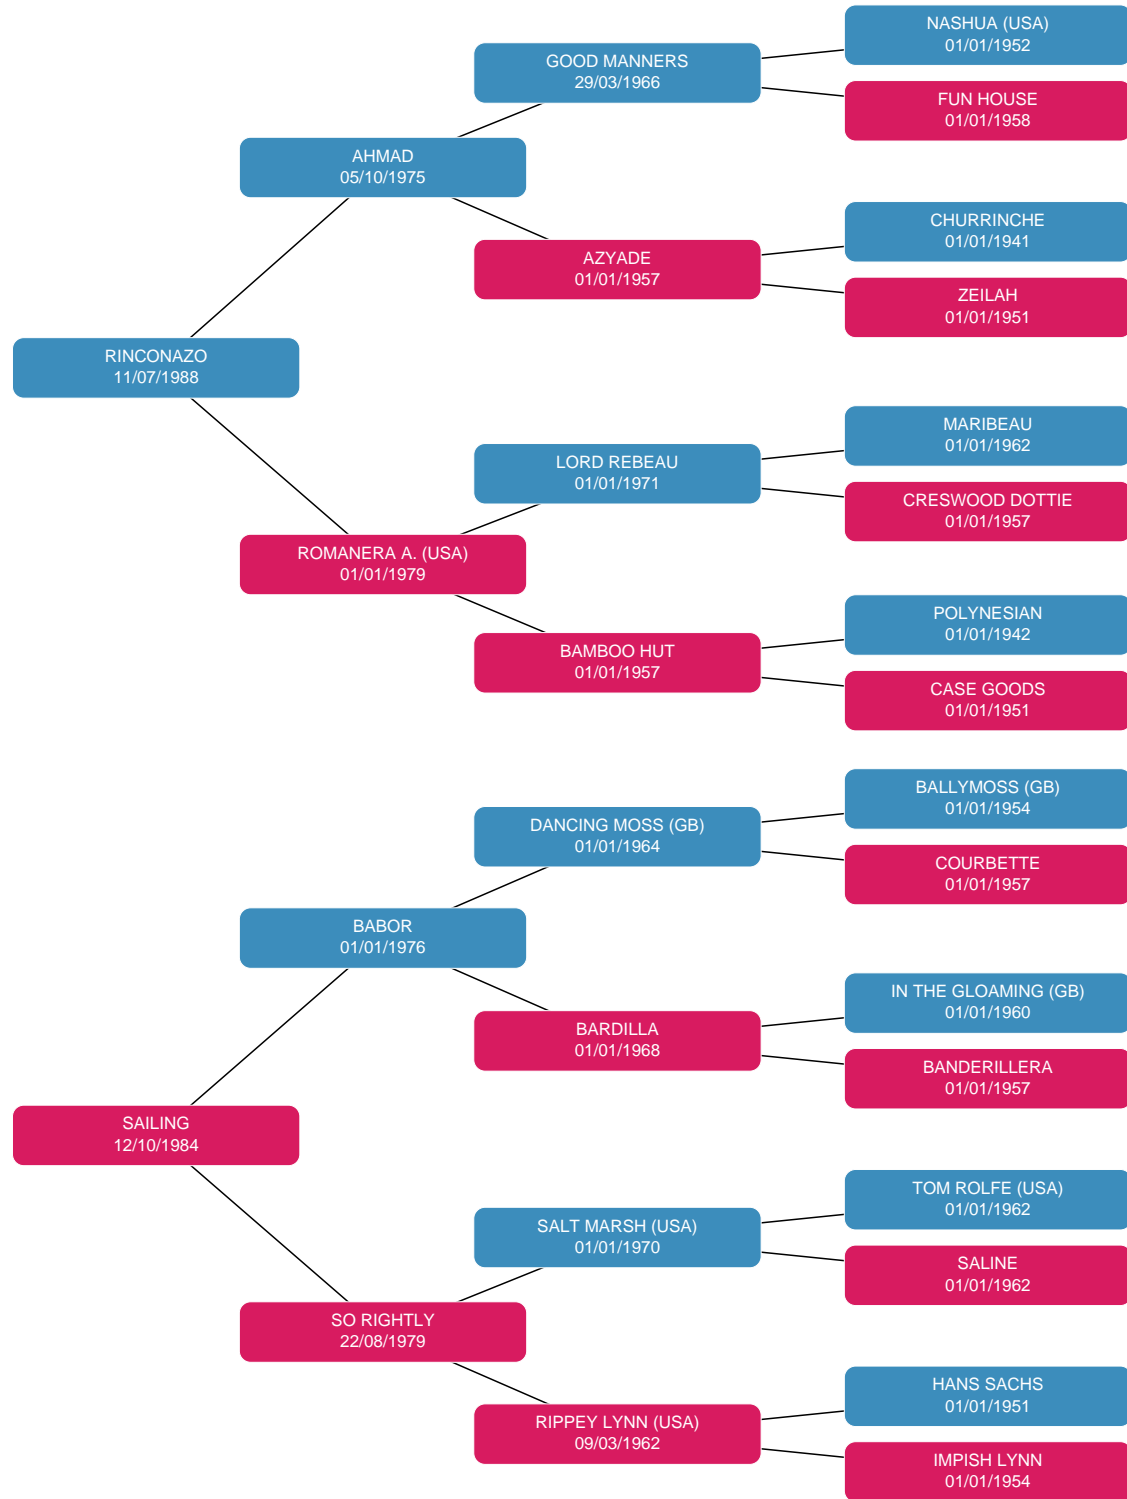 NASHUA (USA)
01/01/1952
GOOD MANNERS
29/03/1966
FUN HOUSE
01/01/1958
AHMAD
05/10/1975
CHURRINCHE
01/01/1941
AZYADE
01/01/1957
ZEILAH
01/01/1951
RINCONAZO
11/07/1988
MARIBEAU
01/01/1962
LORD REBEAU
01/01/1971
CRESWOOD DOTTIE
01/01/1957
ROMANERA A. (USA)
01/01/1979
POLYNESIAN
01/01/1942
BAMBOO HUT
01/01/1957
CASE GOODS
01/01/1951
BALLYMOSS (GB)
01/01/1954
DANCING MOSS (GB)
01/01/1964
COURBETTE
01/01/1957
BABOR
01/01/1976
IN THE GLOAMING (GB)
01/01/1960
BARDILLA
01/01/1968
BANDERILLERA
01/01/1957
SAILING
12/10/1984
TOM ROLFE (USA)
01/01/1962
SALT MARSH (USA)
01/01/1970
SALINE
01/01/1962
SO RIGHTLY
22/08/1979
HANS SACHS
01/01/1951
RIPPEY LYNN (USA)
09/03/1962
IMPISH LYNN
01/01/1954